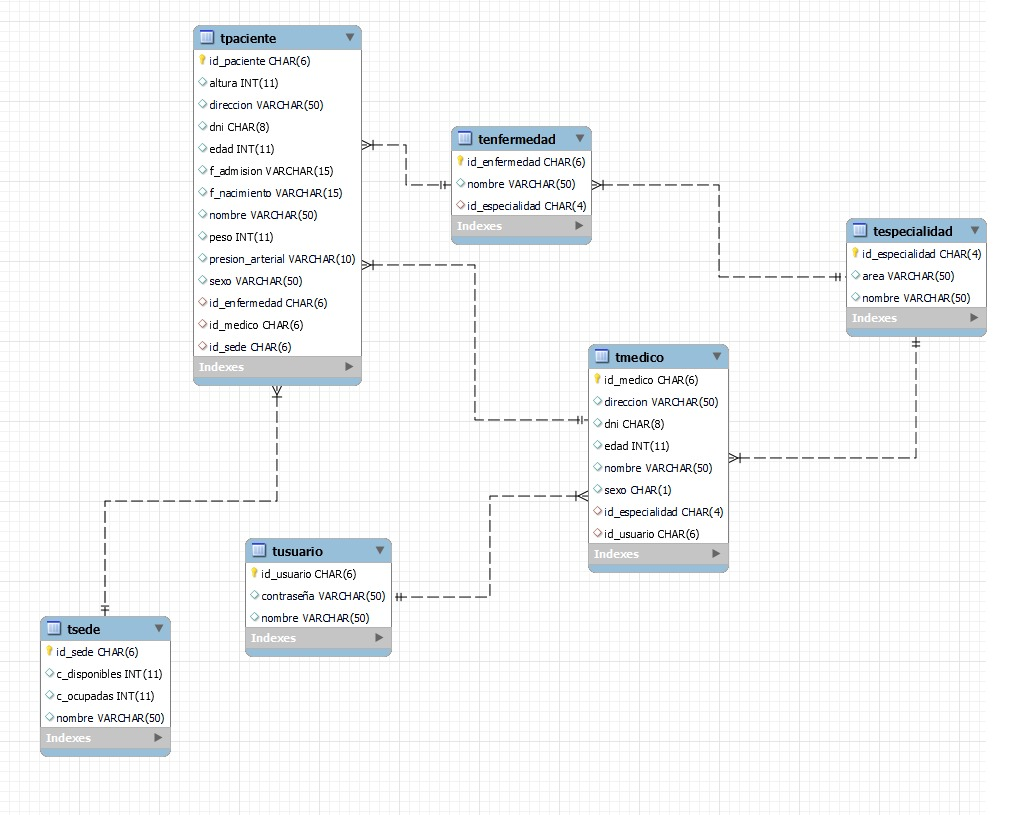 tpaciente
id_paciente CHAR(6)
altura INT(11)
direccion VARCHAR(50)
dni CHAR(8)
edad INT(11)
f_admision VARCHAR(15)
f_nacimiento VARCHAR(15)
nombre VARCHAR(50)
peso INT(11)
presion_arterial VARCHAR(10)
sexo VARCHAR(50)
id_enfermedad CHAR(6)
id_medico CHAR(6)
id_sede CHAR(6)
Indexes
tenfermedad
id_enfermedad CHAR(6)
nombre VARCHAR(50)
id_especialidad CHAR(4)
Indexes
tespecialidad
id_especialidad CHAR(4)
area VARCHAR(50)
nombre VARCHAR(50)
Indexes
tmedico
id_medico CHAR(6)
direccion VARCHAR(50)
dni CHAR(8)
edad INT(11)
nombre VARCHAR(50)
sexo CHAR(1)
id_especialidad CHAR(4)
id_usuario CHAR(6)
Indexes
tusuario
id_usuario CHAR(6)
contraseña VARCHAR(50)
nombre VARCHAR(50)
Indexes
tsede
id_sede CHAR(6)
c_disponibles INT(11)
c_ocupadas INT(11)
nombre VARCHAR(50)
Indexes